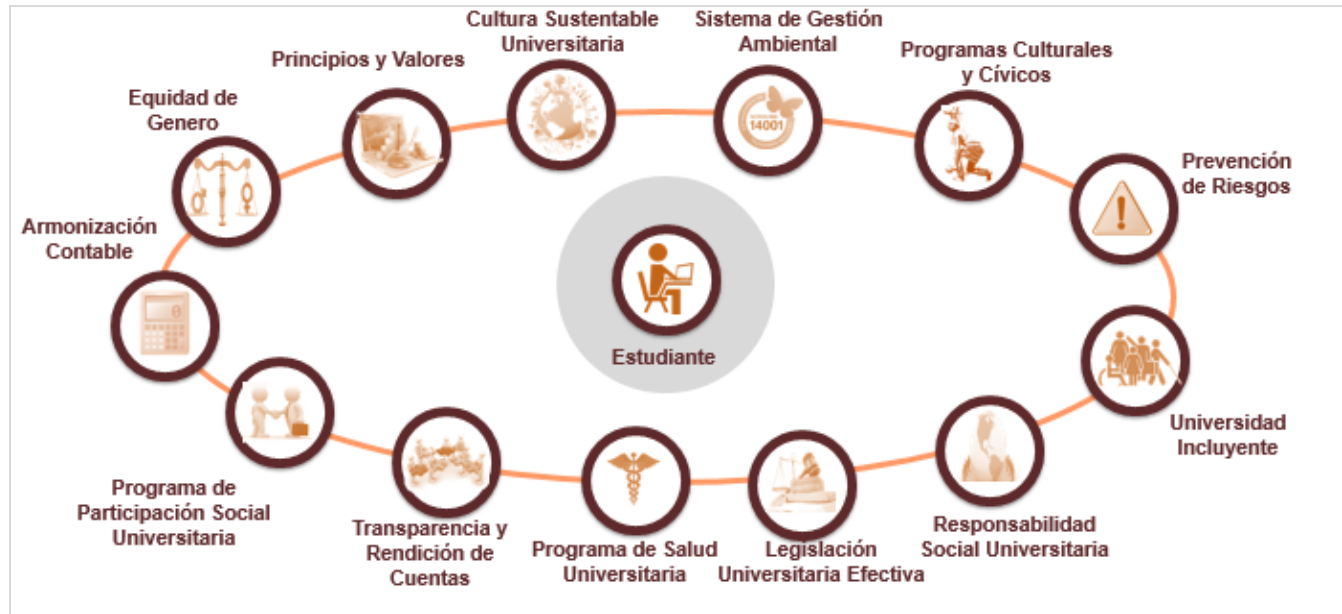 Cultura Sustentable
Universitaria
Sistema de Gestión
Ambiental
Principios y Valores
Programas Culturales
y Cívicos
Equidad de
Genero
14001
Prevención
de Riesgos
Armonización
Contable
0
Estudiante
Universidad
Incluyente
Programa de
Participación Social
Universitaria
Transparencia y
Rendición de
Cuentas
Programa de Salud
Universitaria
Legislación
Universitaria Efectiva
Responsabilidad
Social Universitaria